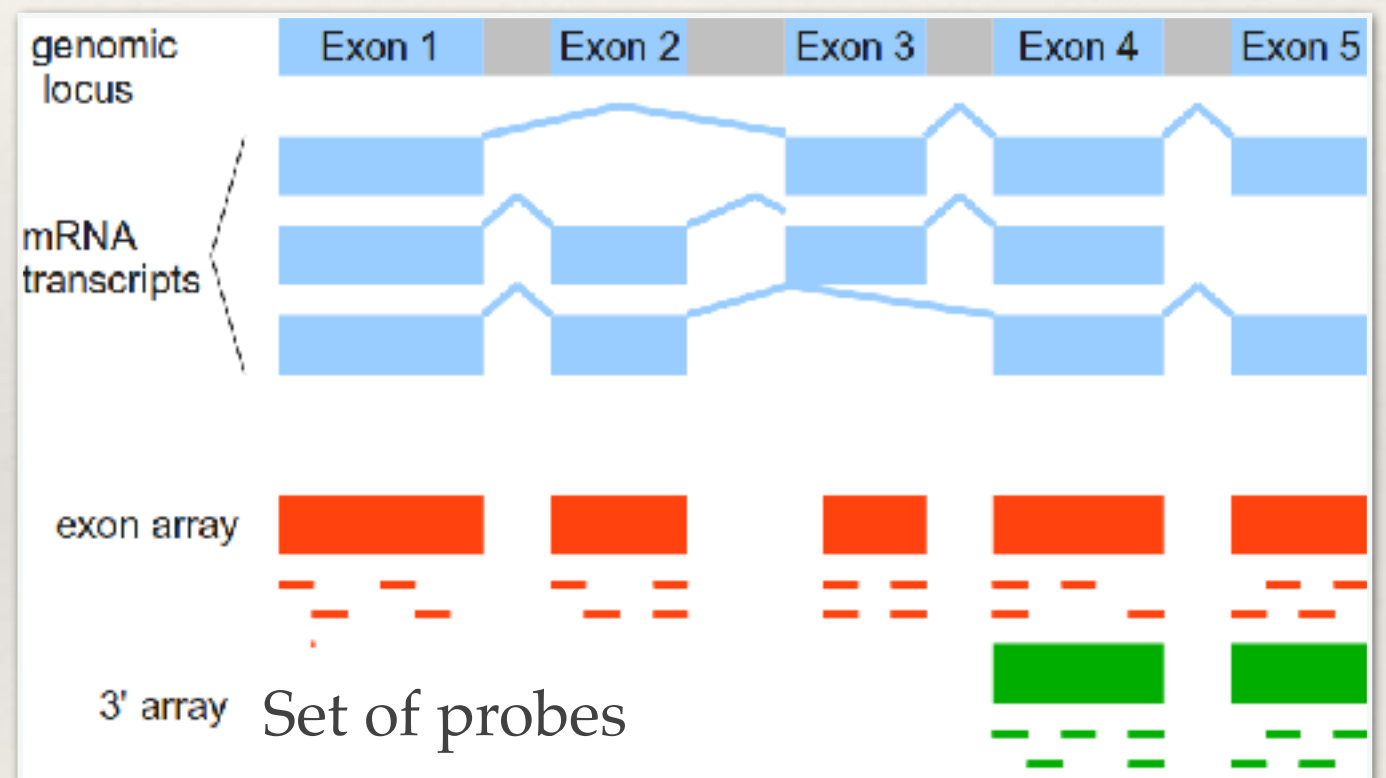 genomic
locus
Exon 1
Exon 2
Exon 3
Exon 4
Exon 5
mRNA
transcripts
exon array
3' array
Set of probes